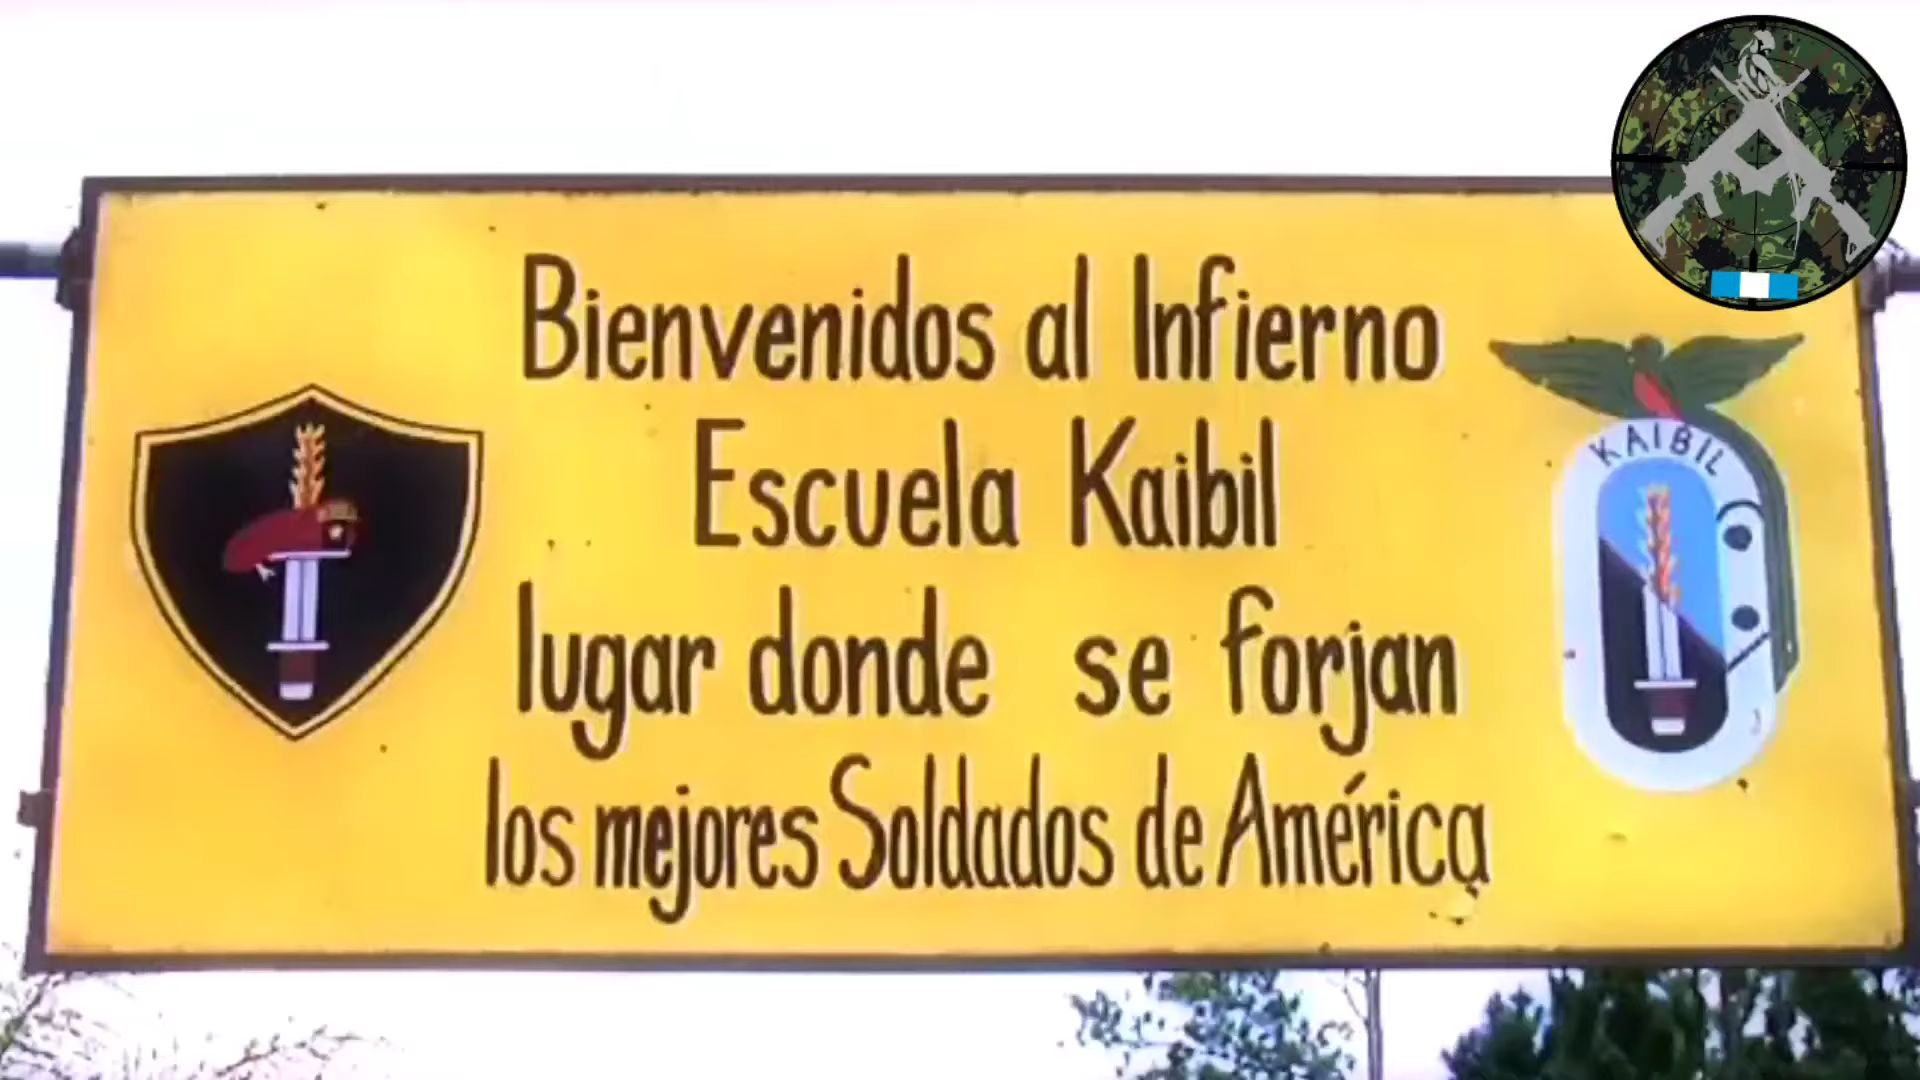 Bienvenidos al Infierno
Escuela Kaibil
lugar donde se forjan
los mejores Soldados de América
KAIBIL